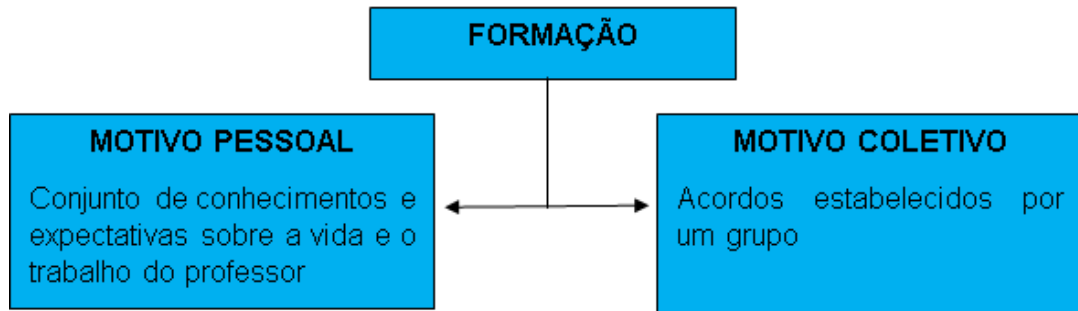 FORMAÇÃO
MOTIVO PESSOAL
Conjunto de conhecimentos e
expectativas sobre a vida e o
trabalho do professor
MOTIVO COLETIVO
Acordos estabelecidos por
um grupo